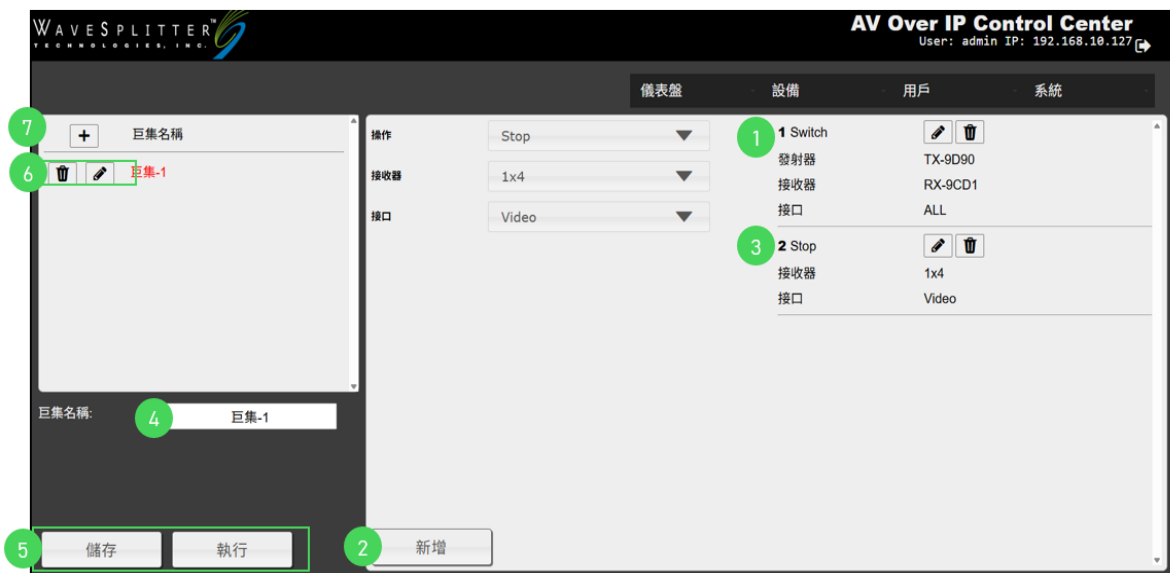 WAVESPLITTER™
TECHNOLOGIES, INC.
AV Over IP Control Center
User: admin IP: 192.168.10.127
儀表盤 設備 用戶 系統
7 + 巨集名稱
6 巨集-1
操作 Stop
接收器 1x4
接口 Video
1 1 Switch
發射器 TX-9D90
接收器 RX-9CD1
接口 ALL
3 2 Stop
接收器 1x4
接口 Video
巨集名稱: 4 巨集-1
5 儲存 執行
2 新增